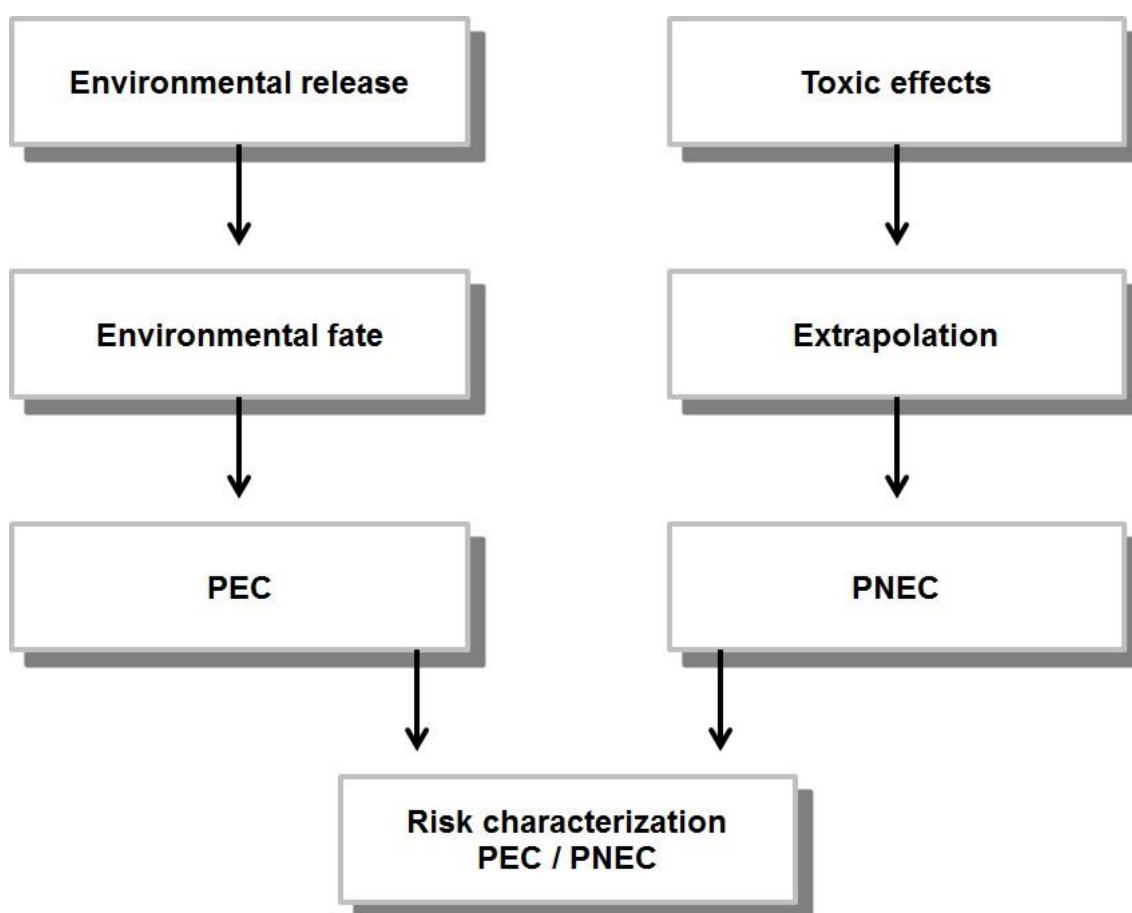 Environmental release
Toxic effects
Environmental fate
Extrapolation
PEC
PNEC
Risk characterization
PEC / PNEC